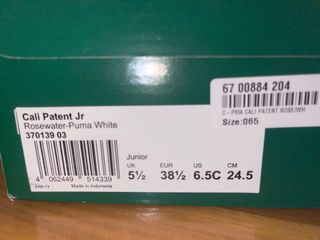 67 00884 204
C - PMA CALI PATENT ROSE/WH
Size:065
Cali Patent Jr
Rosewater-Puma White
370139 03
Junior
UK EUR US CM
5½ 38½ 6.5C 24.5
4 062449 514339
Made in Indonesia